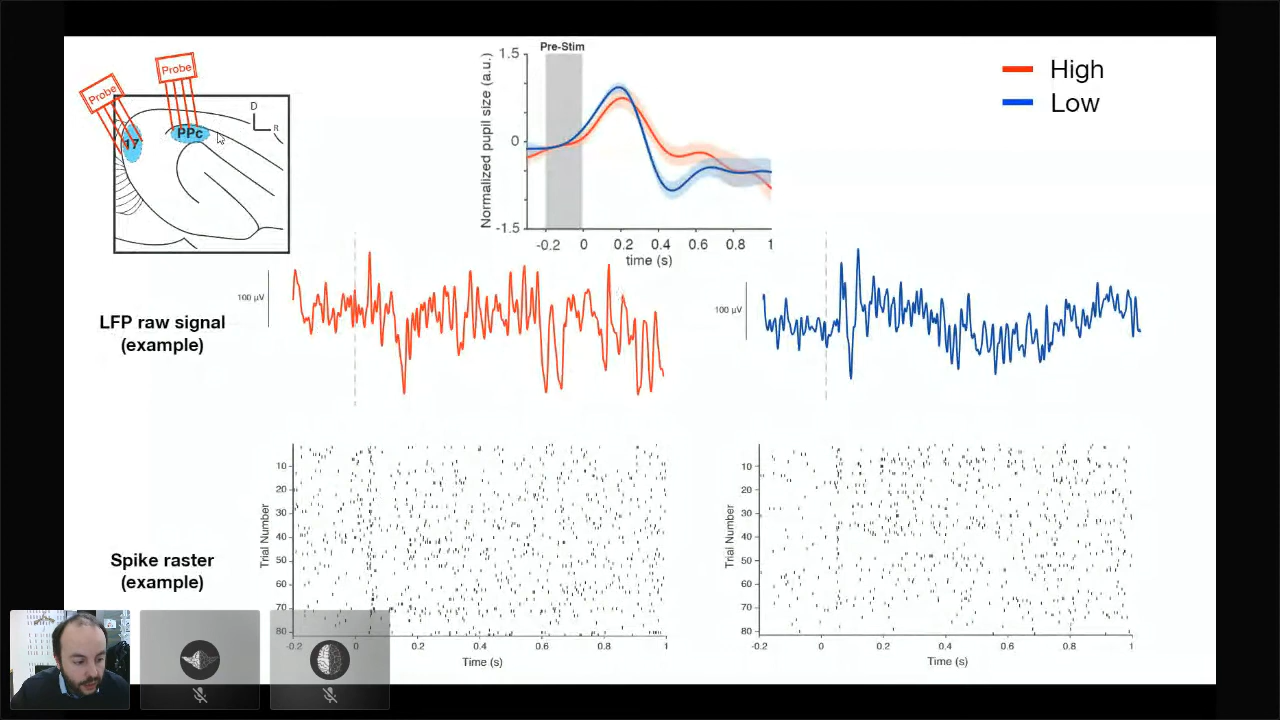 Probe
Probe
D
R
17
PPc
Pre-Stim
1.5
0
-1.5
Normalized pupil size (a.u.)
-0.2 0 0.2 0.4 0.6 0.8 1
time (s)
High
Low
LFP raw signal
(example)
100 µV
100 µV
Spike raster
(example)
Trial Number
10
20
30
40
50
60
70
80
-0.2 0 0.2 0.4 0.6 0.8 1
Time (s)
Trial Number
10
20
30
40
50
60
70
80
-0.2 0 0.2 0.4 0.6 0.8 1
Time (s)